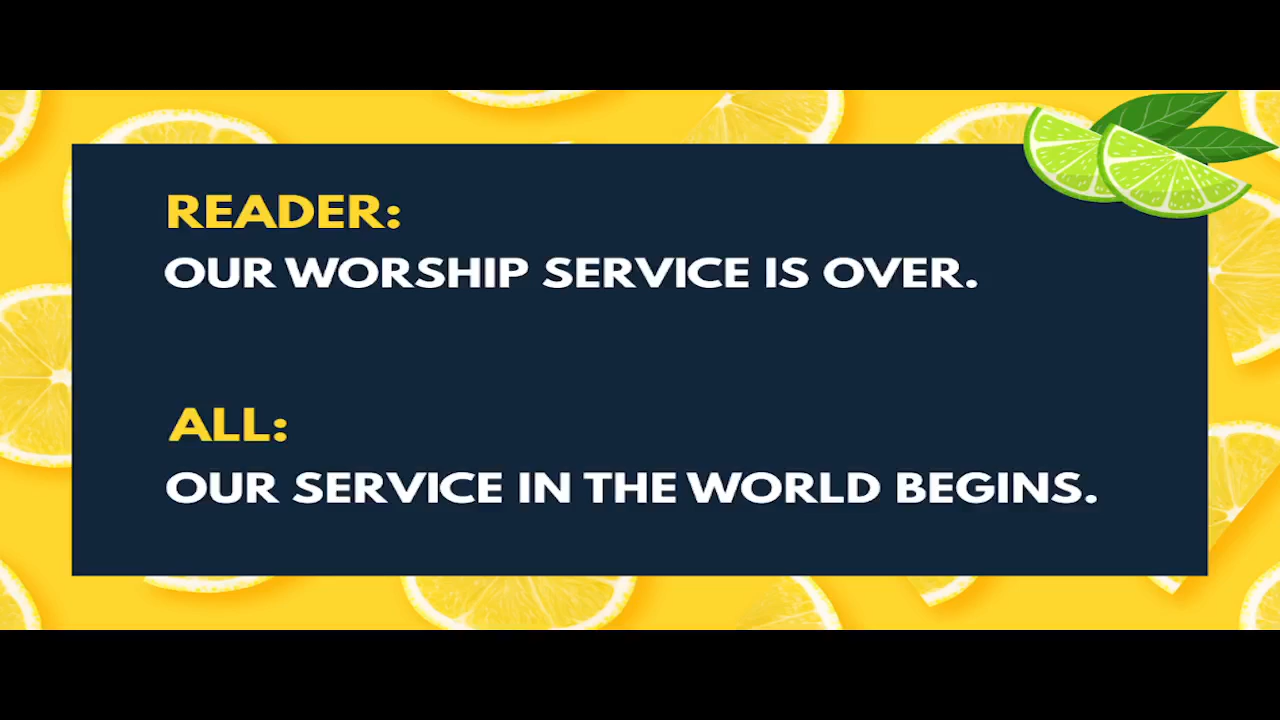 READER:
OUR WORSHIP SERVICE IS OVER.
ALL:
OUR SERVICE IN THE WORLD BEGINS.